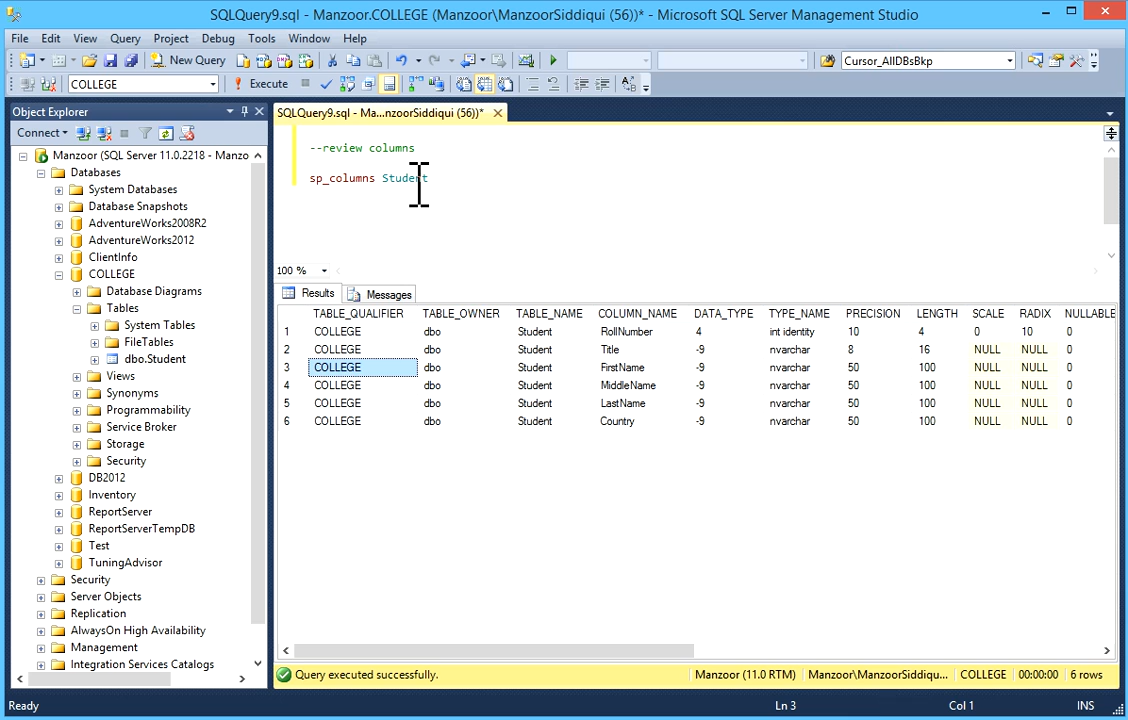 SQLQuery9.sql - Manzoor.COLLEGE (Manzoor\ManzoorSiddiqui (56))* - Microsoft SQL Server Management Studio
File Edit View Query Project Debug Tools Window Help
New Query Cursor_AllDBsBkp
COLLEGE Execute
Object Explorer
Connect
Manzoor (SQL Server 11.0.2218 - Manzo
Databases
System Databases
Database Snapshots
AdventureWorks2008R2
AdventureWorks2012
ClientInfo
COLLEGE
Database Diagrams
Tables
System Tables
FileTables
dbo.Student
Views
Synonyms
Programmability
Service Broker
Storage
Security
DB2012
Inventory
ReportServer
ReportServerTempDB
Test
TuningAdvisor
Security
Server Objects
Replication
AlwaysOn High Availability
Management
Integration Services Catalogs
SQLQuery9.sql - Ma...nzoorSiddiqui (56))*
--review columns
sp_columns Student
100 %
Results Messages
TABLE_QUALIFIER TABLE_OWNER TABLE_NAME COLUMN_NAME DATA_TYPE TYPE_NAME PRECISION LENGTH SCALE RADIX NULLABLE
1 COLLEGE dbo Student RollNumber 4 int identity 10 4 0 10 0
2 COLLEGE dbo Student Title -9 nvarchar 8 16 NULL NULL 0
3 COLLEGE dbo Student FirstName -9 nvarchar 50 100 NULL NULL 0
4 COLLEGE dbo Student MiddleName -9 nvarchar 50 100 NULL NULL 0
5 COLLEGE dbo Student LastName -9 nvarchar 50 100 NULL NULL 0
6 COLLEGE dbo Student Country -9 nvarchar 50 100 NULL NULL 0
Query executed successfully. Manzoor (11.0 RTM) Manzoor\ManzoorSiddiqu... COLLEGE 00:00:00 6 rows
Ready Ln 3 Col 1 INS